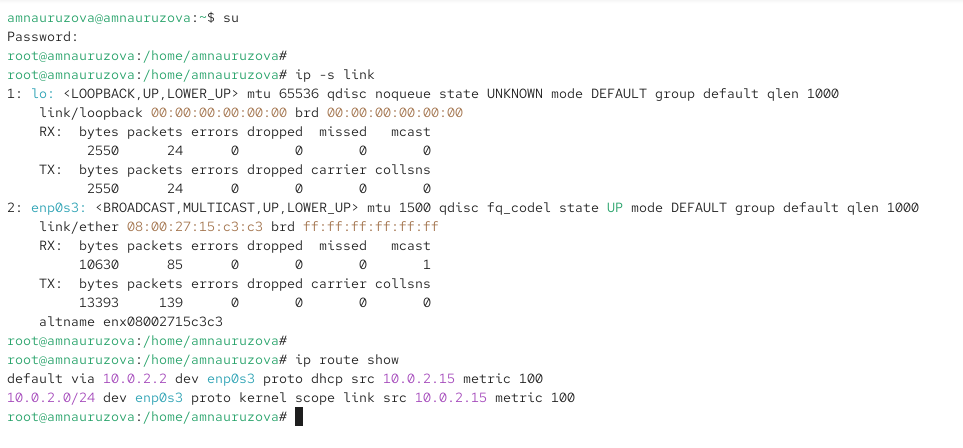 amnauruzova@amnauruzova:~$ su
Password:
root@amnauruzova:/home/amnauruzova#
root@amnauruzova:/home/amnauruzova# ip -s link
1: lo: <LOOPBACK,UP,LOWER_UP> mtu 65536 qdisc noqueue state UNKNOWN mode DEFAULT group default qlen 1000
    link/loopback 00:00:00:00:00:00 brd 00:00:00:00:00:00
    RX:  bytes packets errors dropped  missed   mcast
          2550      24      0       0       0       0
    TX:  bytes packets errors dropped carrier collsns
          2550      24      0       0       0       0
2: enp0s3: <BROADCAST,MULTICAST,UP,LOWER_UP> mtu 1500 qdisc fq_codel state UP mode DEFAULT group default qlen 1000
    link/ether 08:00:27:15:c3:c3 brd ff:ff:ff:ff:ff:ff
    RX:  bytes packets errors dropped  missed   mcast
         10630      85      0       0       0       1
    TX:  bytes packets errors dropped carrier collsns
         13393     139      0       0       0       0
    altname enx08002715c3c3
root@amnauruzova:/home/amnauruzova#
root@amnauruzova:/home/amnauruzova# ip route show
default via 10.0.2.2 dev enp0s3 proto dhcp src 10.0.2.15 metric 100
10.0.2.0/24 dev enp0s3 proto kernel scope link src 10.0.2.15 metric 100
root@amnauruzova:/home/amnauruzova#